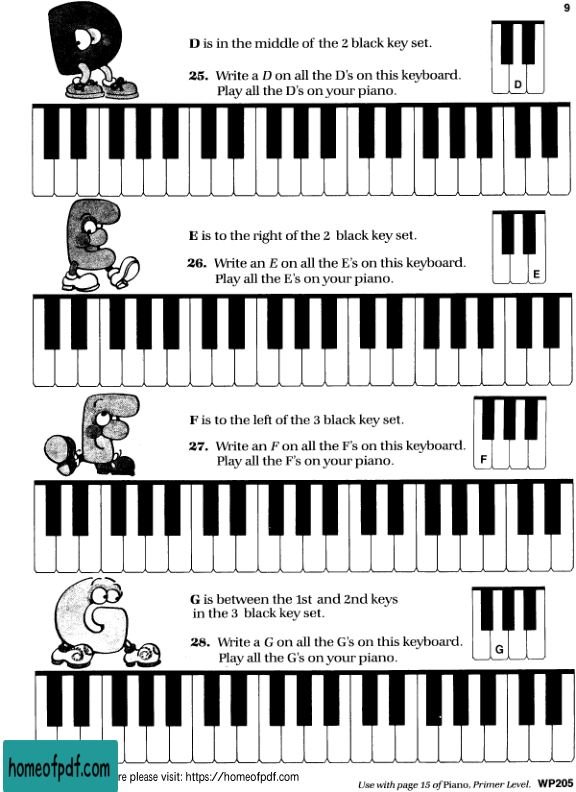 9
D is in the middle of the 2 black key set.
25. Write a D on all the D's on this keyboard.
Play all the D's on your piano.
D
E is to the right of the 2 black key set.
26. Write an E on all the E's on this keyboard.
Play all the E's on your piano.
E
F is to the left of the 3 black key set.
27. Write an F on all the F's on this keyboard.
Play all the F's on your piano.
F
G is between the 1st and 2nd keys
in the 3 black key set.
28. Write a G on all the G's on this keyboard.
Play all the G's on your piano.
G
homeofpdf.com
re please visit: https://homeofpdf.com
Use with page 15 of Piano, Primer Level. WP205